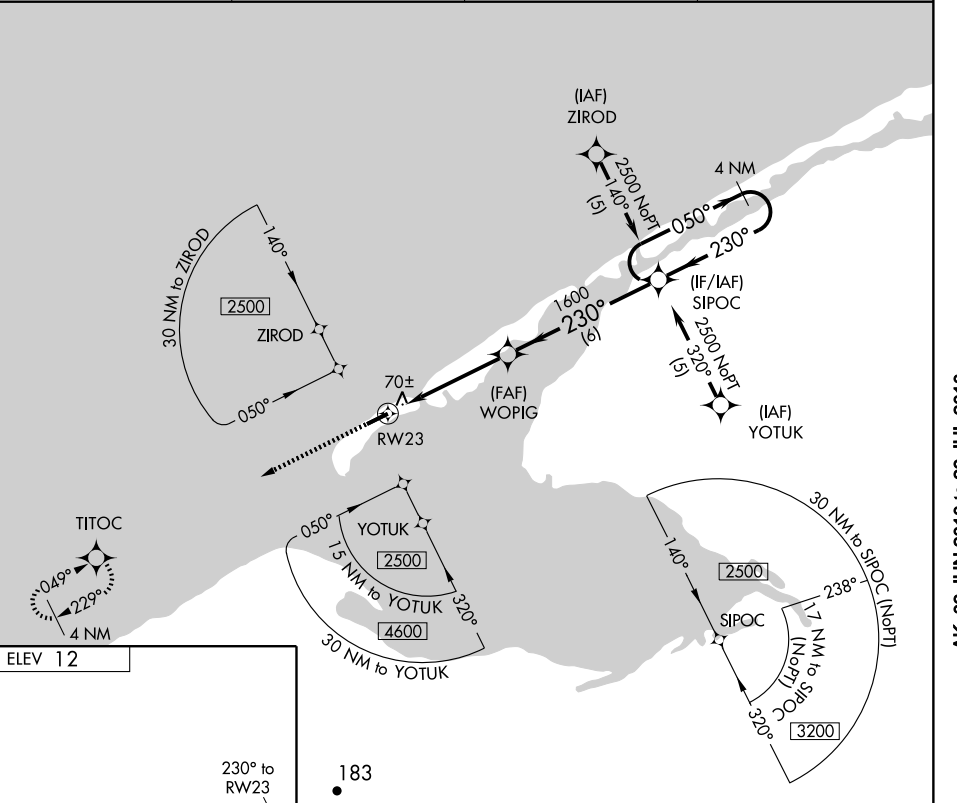 (IAF)
ZIROD
2500 NoPT
140°
(5)
4 NM
050°
230°
(IF/IAF)
SIPOC
1600
230°
(6)
2500 NoPT
320°
(5)
(IAF)
YOTUK
(FAF)
WOPIG
70±
RW23
30 NM to ZIROD
140°
2500
ZIROD
050°
TITOC
049°
229°
4 NM
050°
YOTUK
2500
15 NM to YOTUK
320°
4600
30 NM to YOTUK
30 NM to SIPOC (NoPT)
140°
2500
238°
SIPOC
17 NM to SIPOC
(NoPT)
320°
3200
ELEV 12
230° to
RW23
183